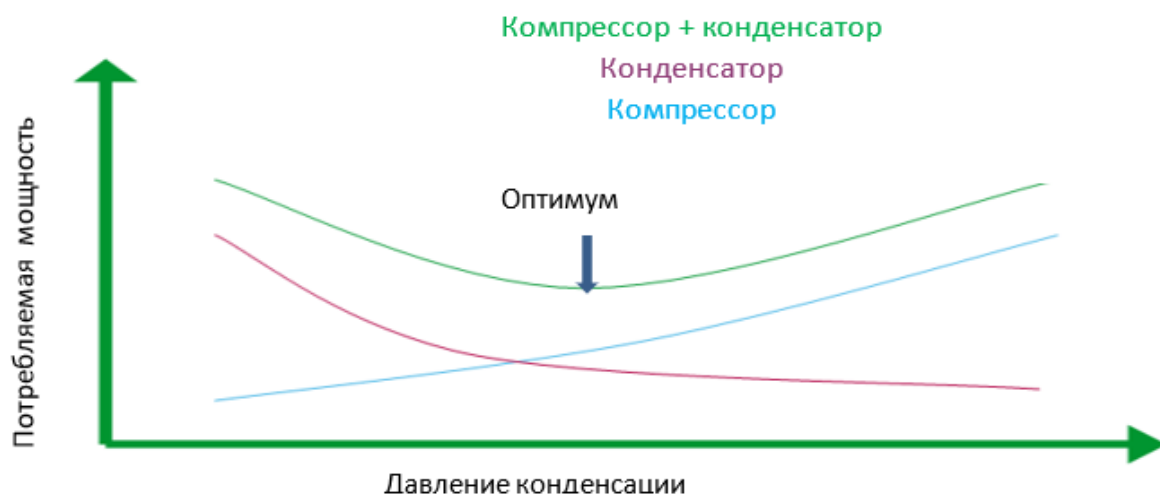 Компрессор + конденсатор
Конденсатор
Компрессор
Оптимум
Потребляемая мощность
Давление конденсации